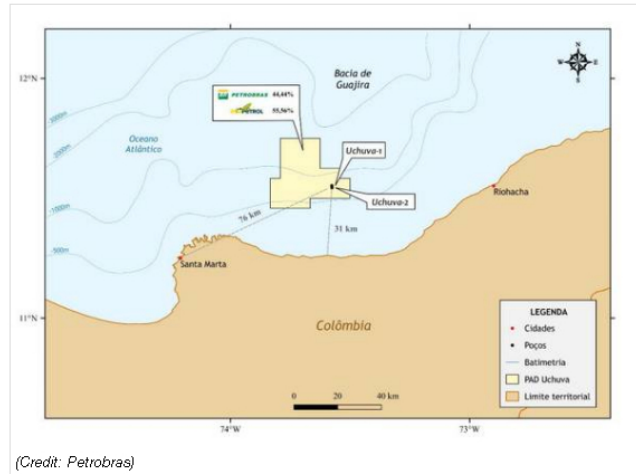 12°N
Bacia de
Guajira
N
W
E
S
PETROBRAS 44,44%
ECOPETROL 55,56%
-3000m
-2000m
Oceano
Atlântico
Uchuva-1
Uchuva-2
Riohacha
-1000m
76 km
31 km
-500m
Santa Marta
11°N
Colômbia
LEGENDA
Cidades
Poços
Batimetria
PAD Uchuva
Limite territorial
0 20 40 km
74°W
73°W
(Credit: Petrobras)